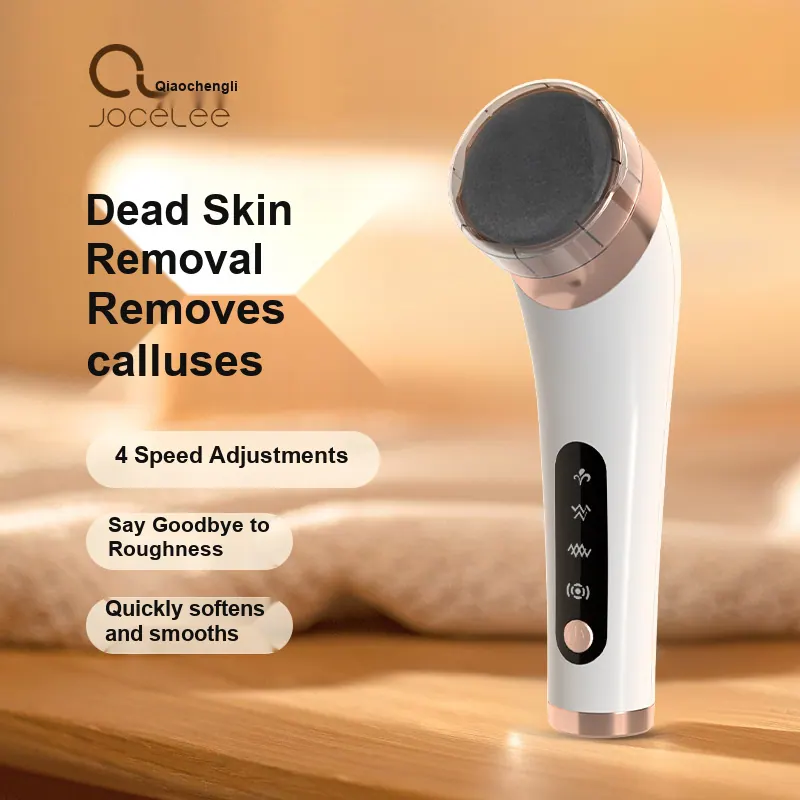 Qiaochengli
JOCELEE
Dead Skin
Removal
Removes
calluses
4 Speed Adjustments
Say Goodbye to
Roughness
Quickly softens
and smooths